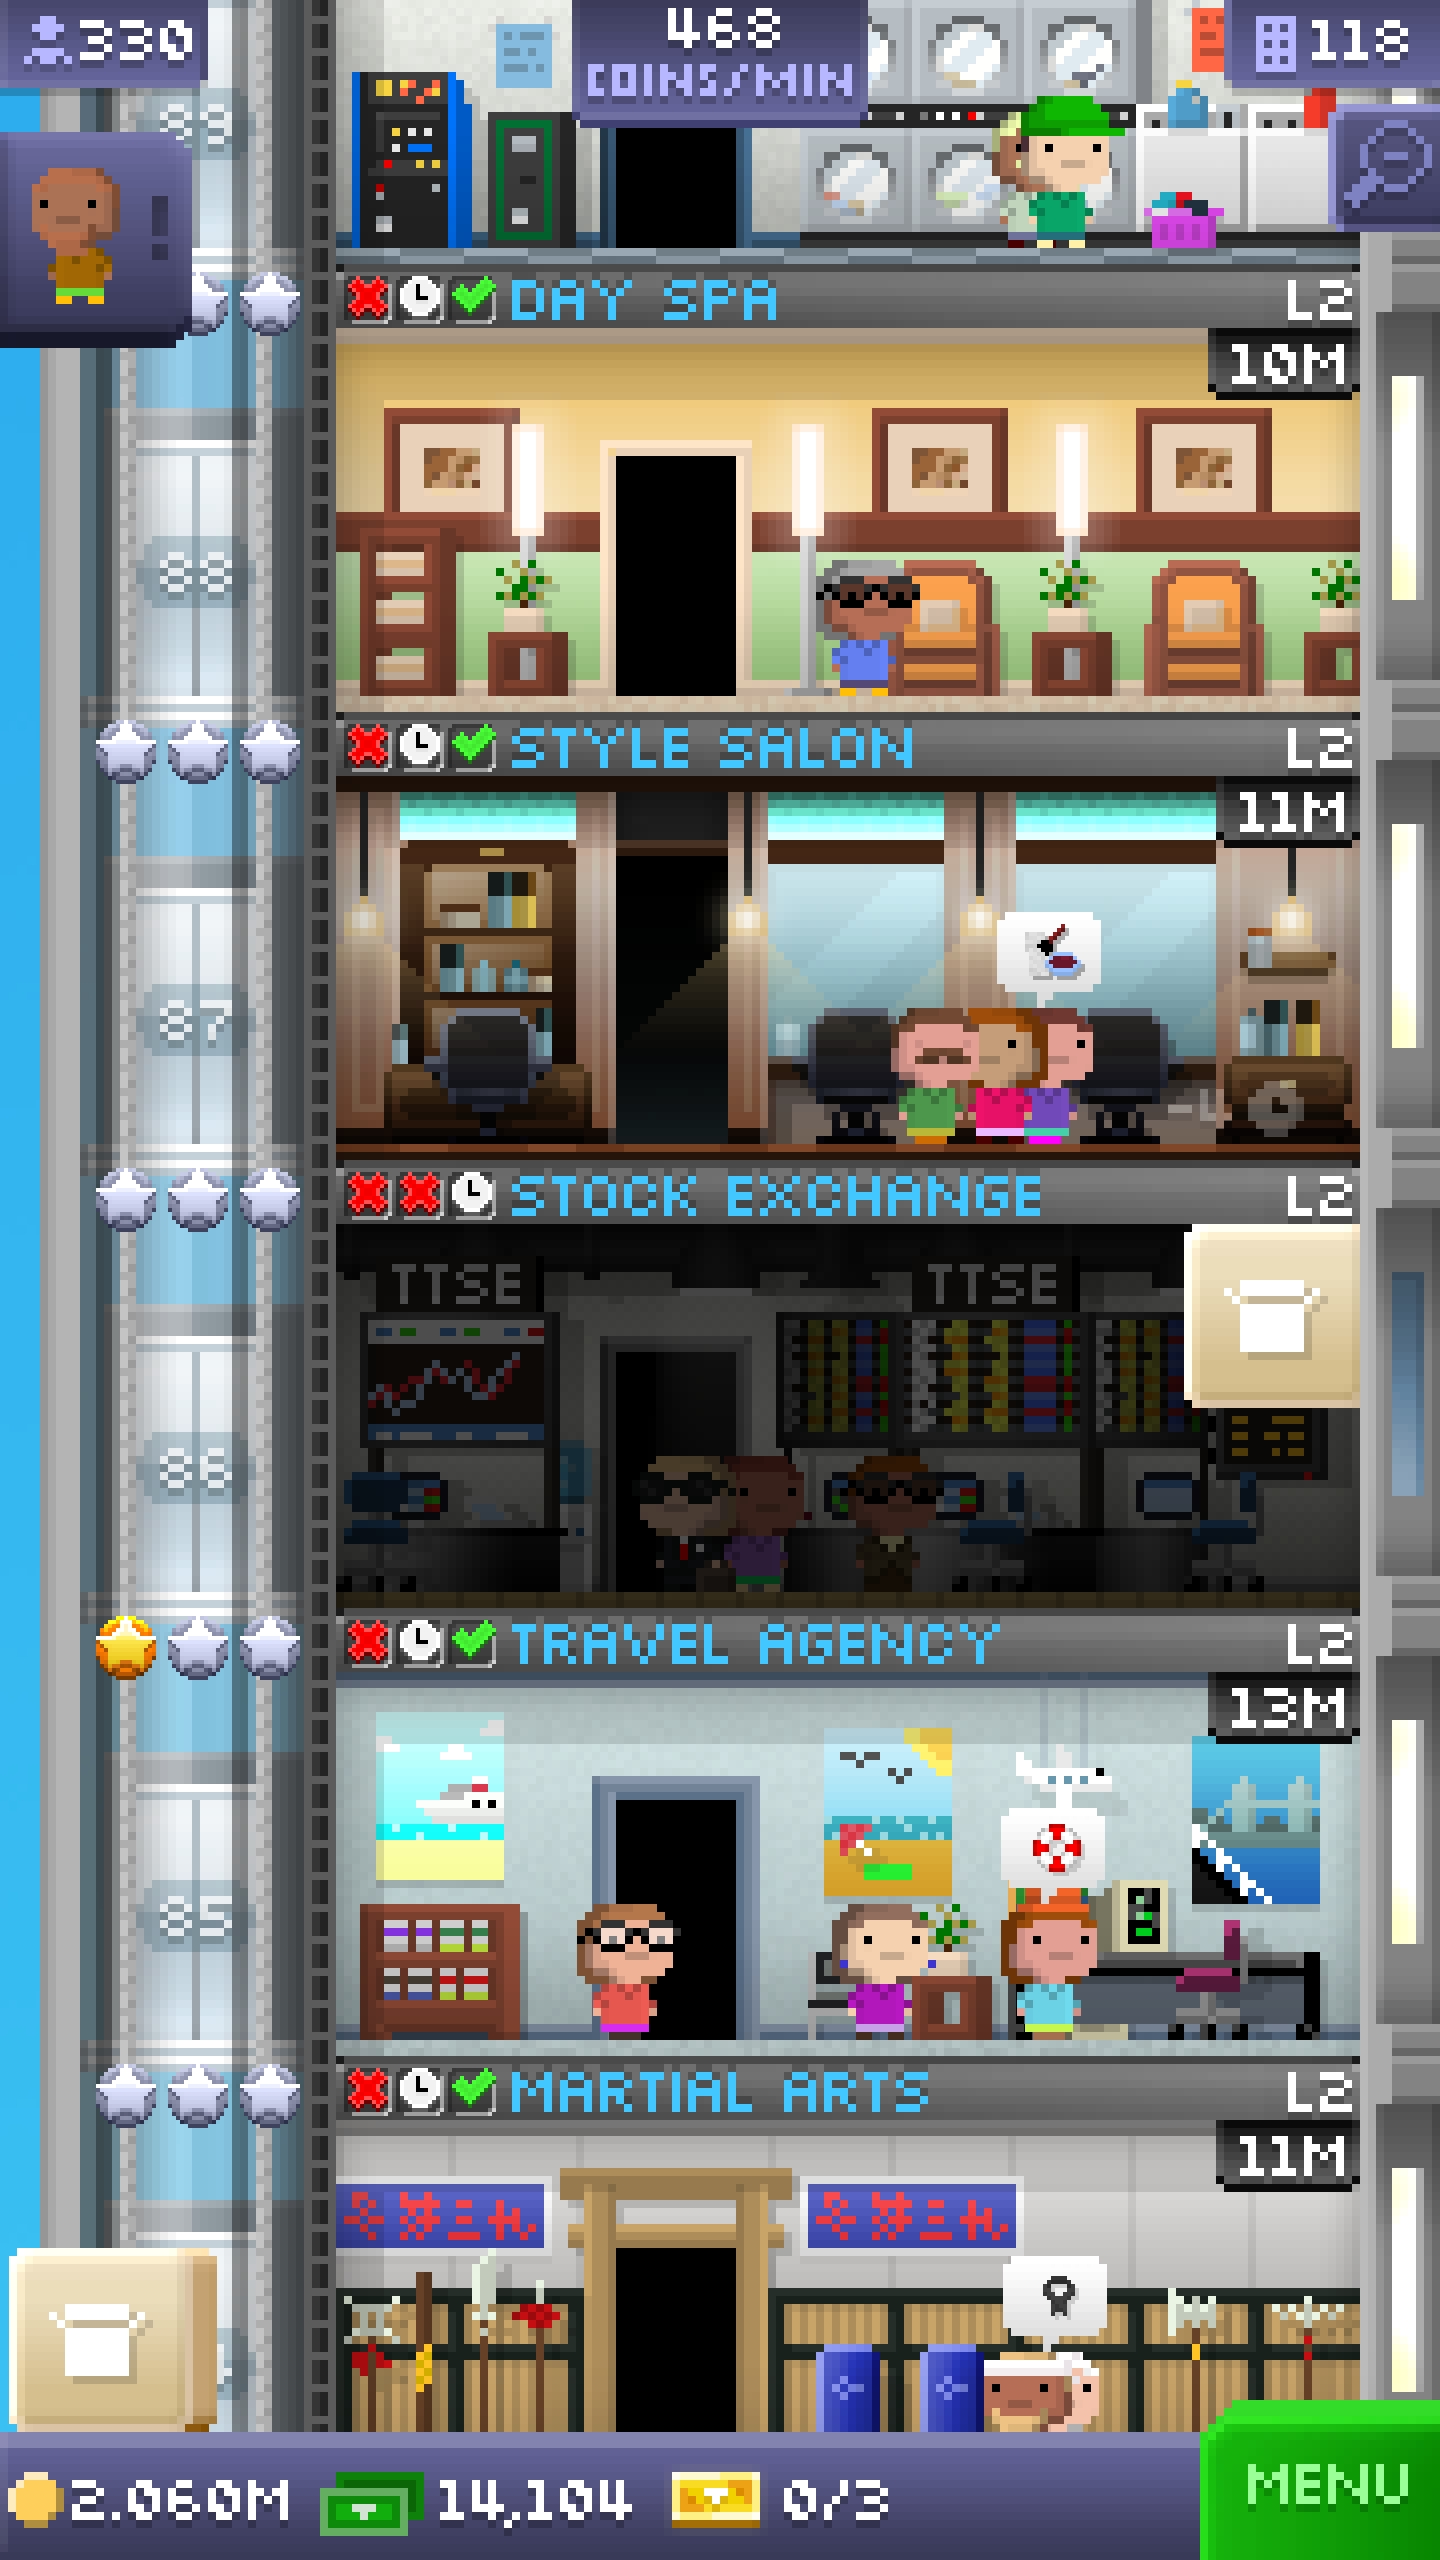 330
468
COINS/MIN
118
DAY SPA
L2
10M
88
STYLE SALON
L2
11M
87
STOCK EXCHANGE
L2
TTSE
TTSE
86
TRAVEL AGENCY
L2
13M
85
MARTIAL ARTS
L2
11M
2.060M
14,104
0/3
MENU